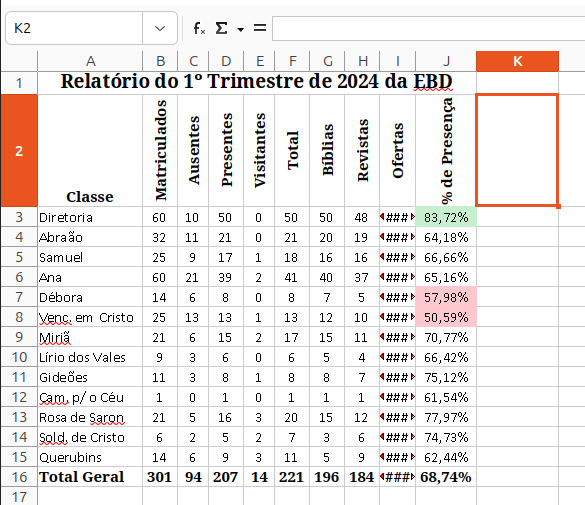 K2 fx Σ =
A B C D E F G H I J K
1 Relatório do 1º Trimestre de 2024 da EBD
2 Classe Matriculados Ausentes Presentes Visitantes Total Bíblias Revistas Ofertas % de Presença
3 Diretoria 60 10 50 0 50 50 48 ### 83,72%
4 Abraão 32 11 21 0 21 20 19 ### 64,18%
5 Samuel 25 9 17 1 18 16 16 ### 66,66%
6 Ana 60 21 39 2 41 40 37 ### 65,16%
7 Débora 14 6 8 0 8 7 5 ### 57,98%
8 Venc. em Cristo 25 13 13 1 13 12 10 ### 50,59%
9 Miriã 21 6 15 2 17 15 11 ### 70,77%
10 Lírio dos Vales 9 3 6 0 6 5 4 ### 66,42%
11 Gideões 11 3 8 1 8 8 7 ### 75,12%
12 Cam. p/ o Céu 1 0 1 0 1 1 1 ### 61,54%
13 Rosa de Saron 21 5 16 3 20 15 12 ### 77,97%
14 Sold. de Cristo 6 2 5 2 7 3 6 ### 74,73%
15 Querubins 14 6 9 3 11 5 9 ### 62,44%
16 Total Geral 301 94 207 14 221 196 184 ### 68,74%
17